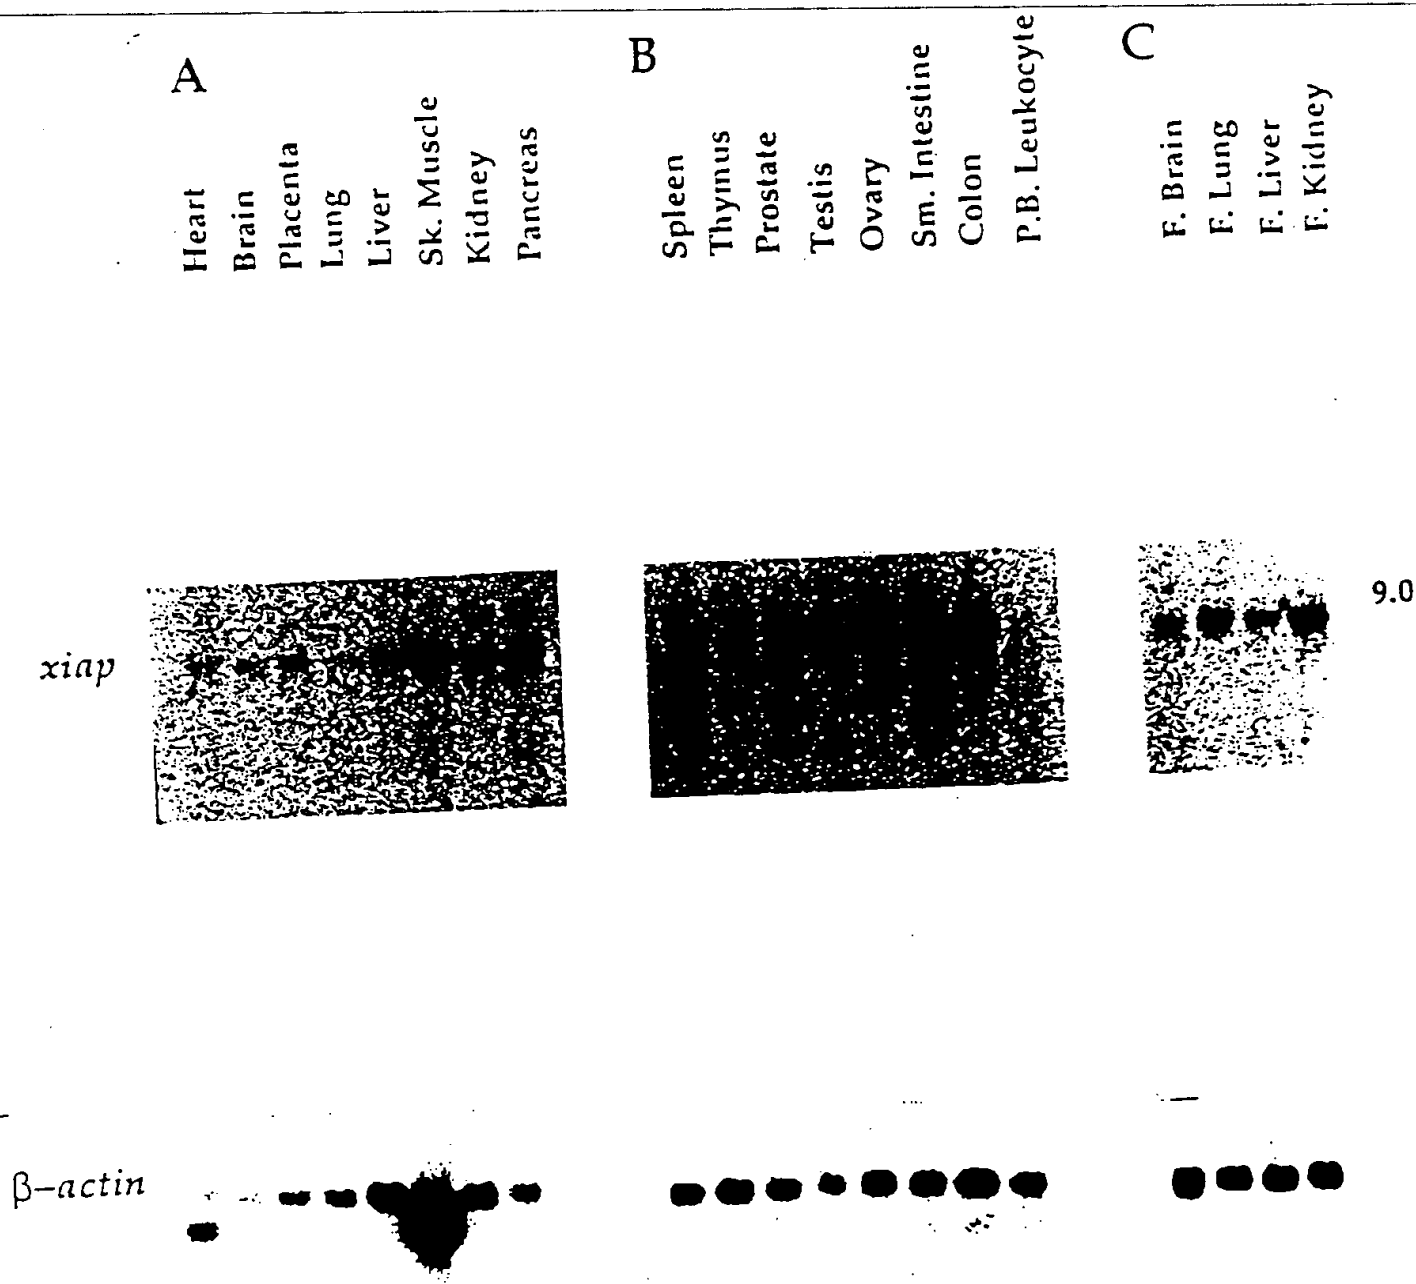 A
B
C
Heart
Brain
Placenta
Lung
Liver
Sk. Muscle
Kidney
Pancreas
Spleen
Thymus
Prostate
Testis
Ovary
Sm. Intestine
Colon
P.B. Leukocyte
F. Brain
F. Lung
F. Liver
F. Kidney
9.0
xiap
β-actin